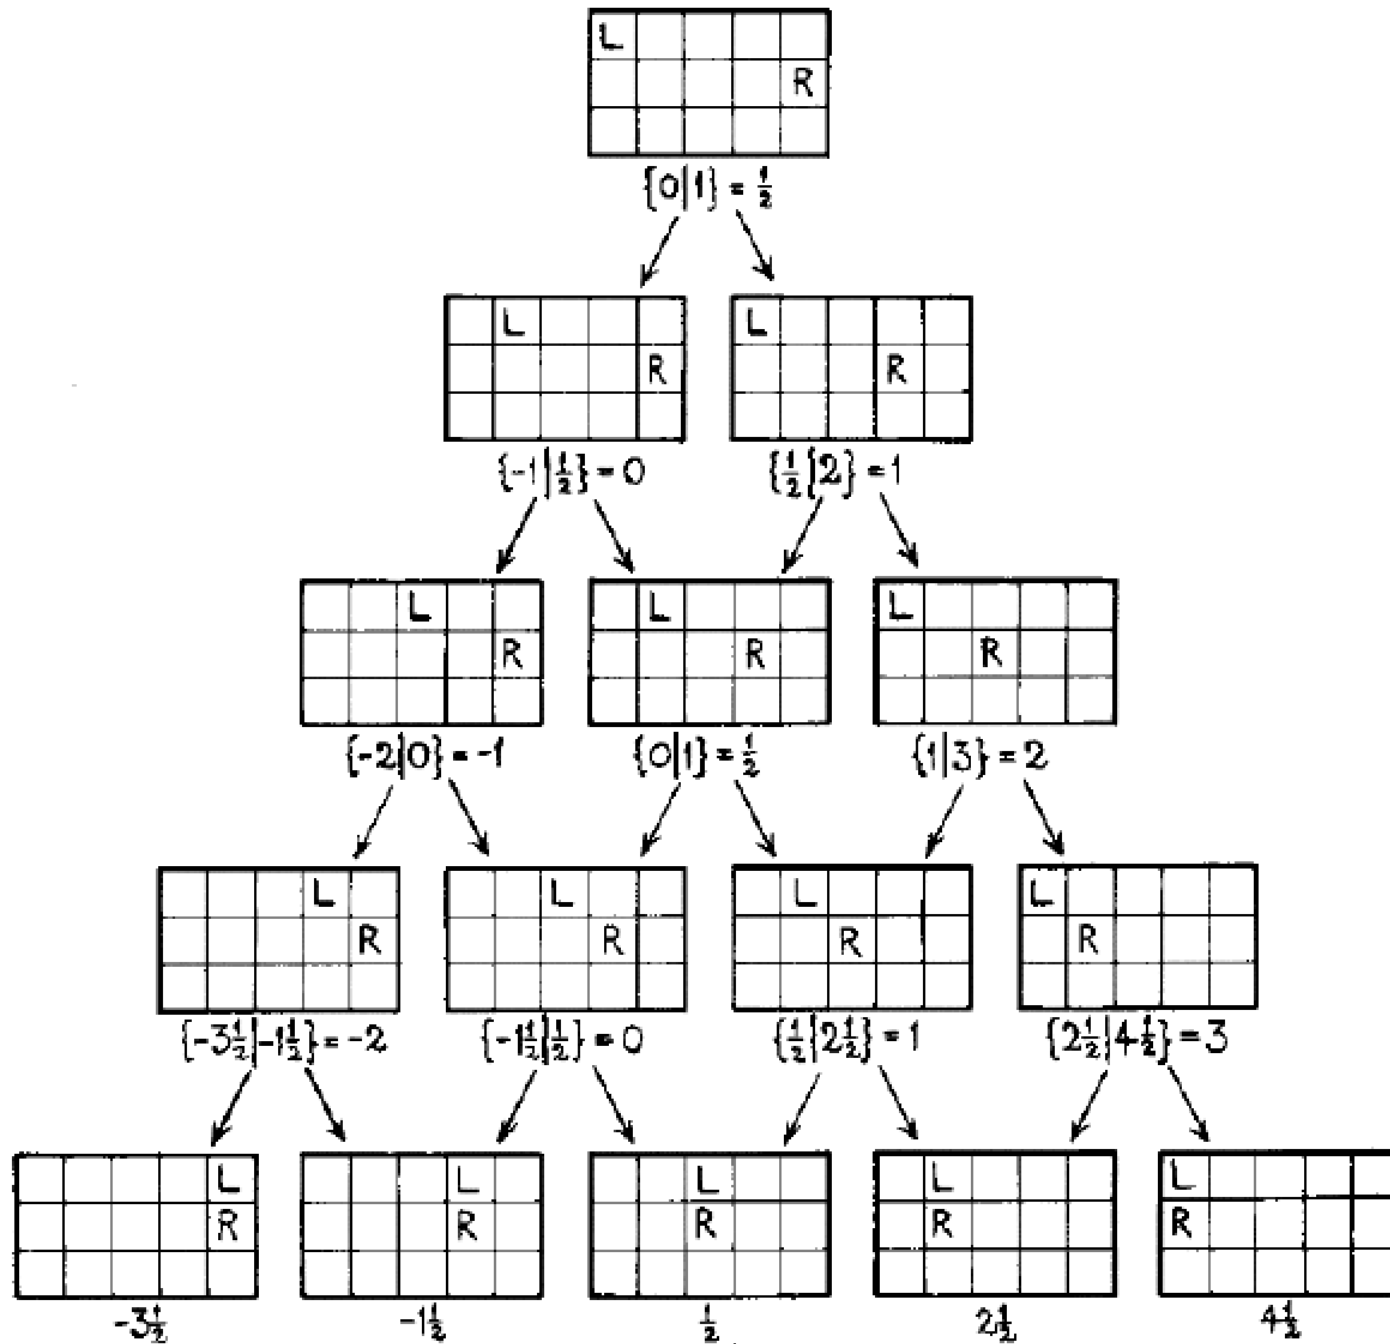 L
R
{0|1} = ½
L L
R R
{-1|½} = 0 {½|2} = 1
L L L
R R R
{-2|0} = -1 {0|1} = ½ {1|3} = 2
L L L L
R R R R
{-3½|-1½} = -2 {-1½|½} = 0 {½|2½} = 1 {2½|4½} = 3
L L L L L
R R R R R
-3½ -1½ ½ 2½ 4½